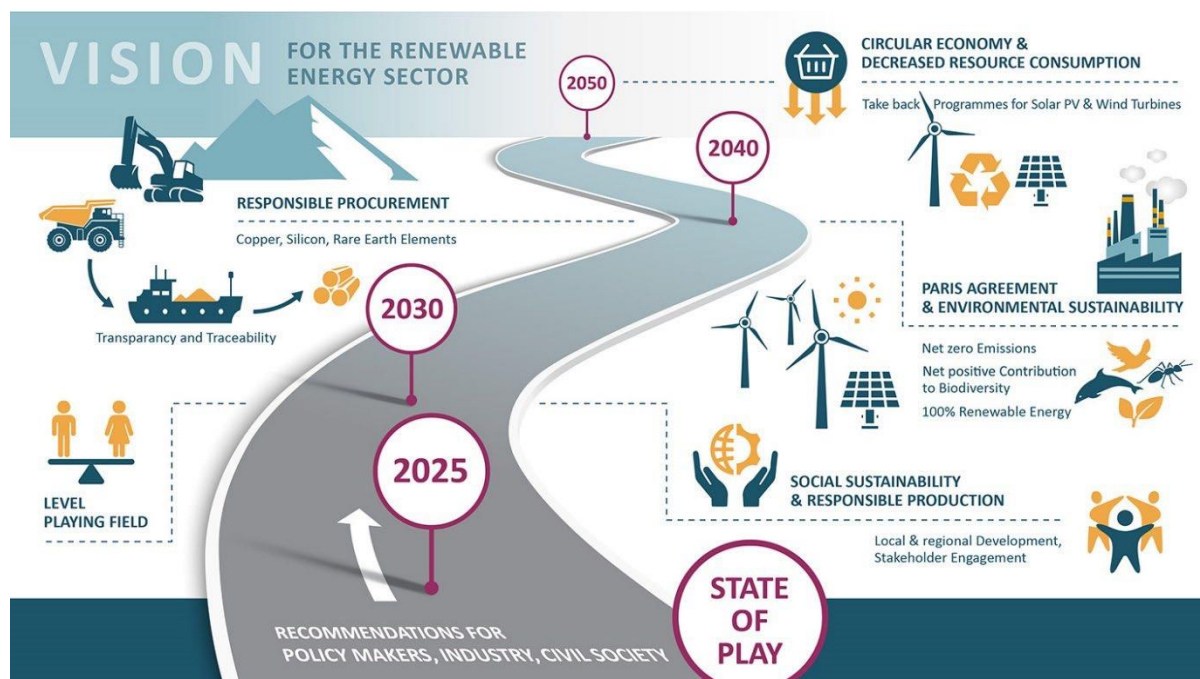 VISION
FOR THE RENEWABLE
ENERGY SECTOR
2050
CIRCULAR ECONOMY &
DECREASED RESOURCE CONSUMPTION
Take back Programmes for Solar PV & Wind Turbines
2040
RESPONSIBLE PROCUREMENT
Copper, Silicon, Rare Earth Elements
Transparancy and Traceability
2030
PARIS AGREEMENT
& ENVIRONMENTAL SUSTAINABILITY
Net zero Emissions
Net positive Contribution
to Biodiversity
100% Renewable Energy
LEVEL
PLAYING FIELD
2025
SOCIAL SUSTAINABILITY
& RESPONSIBLE PRODUCTION
Local & regional Development,
Stakeholder Engagement
STATE
OF
PLAY
RECOMMENDATIONS FOR
POLICY MAKERS, INDUSTRY, CIVIL SOCIETY